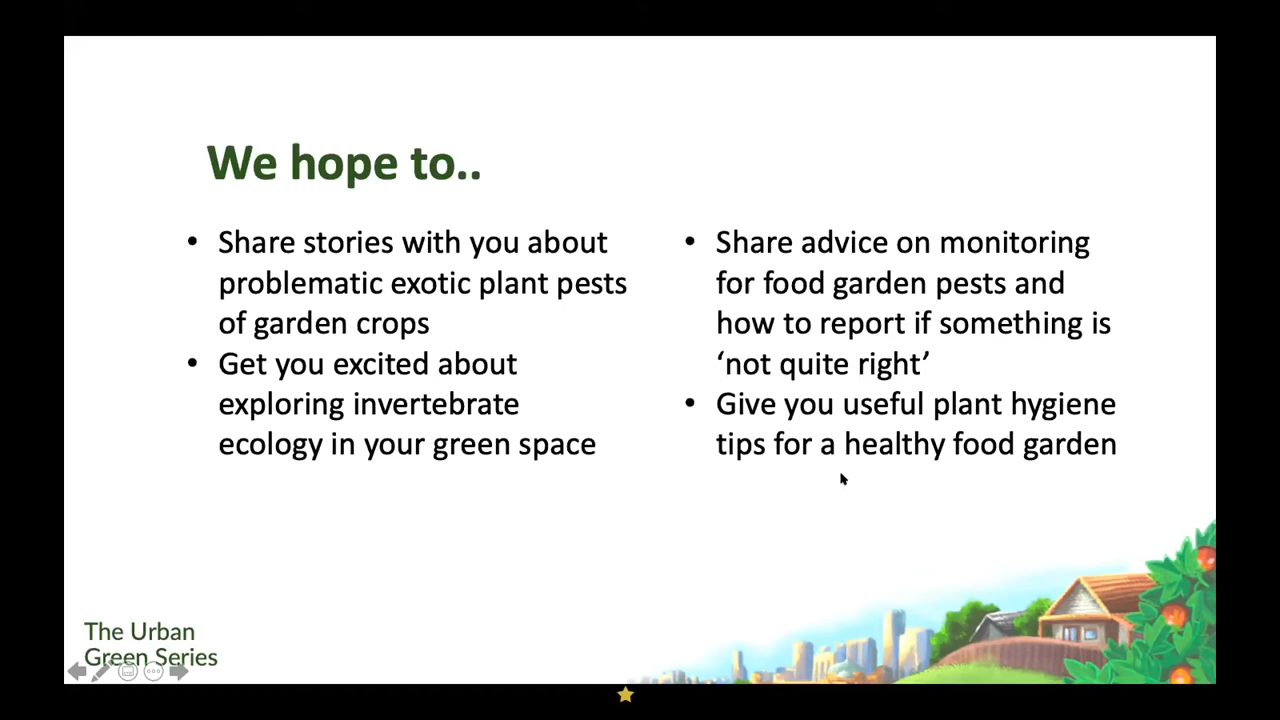 We hope to..
• Share stories with you about
problematic exotic plant pests
of garden crops
• Get you excited about
exploring invertebrate
ecology in your green space
• Share advice on monitoring
for food garden pests and
how to report if something is
‘not quite right’
• Give you useful plant hygiene
tips for a healthy food garden
The Urban
Green Series